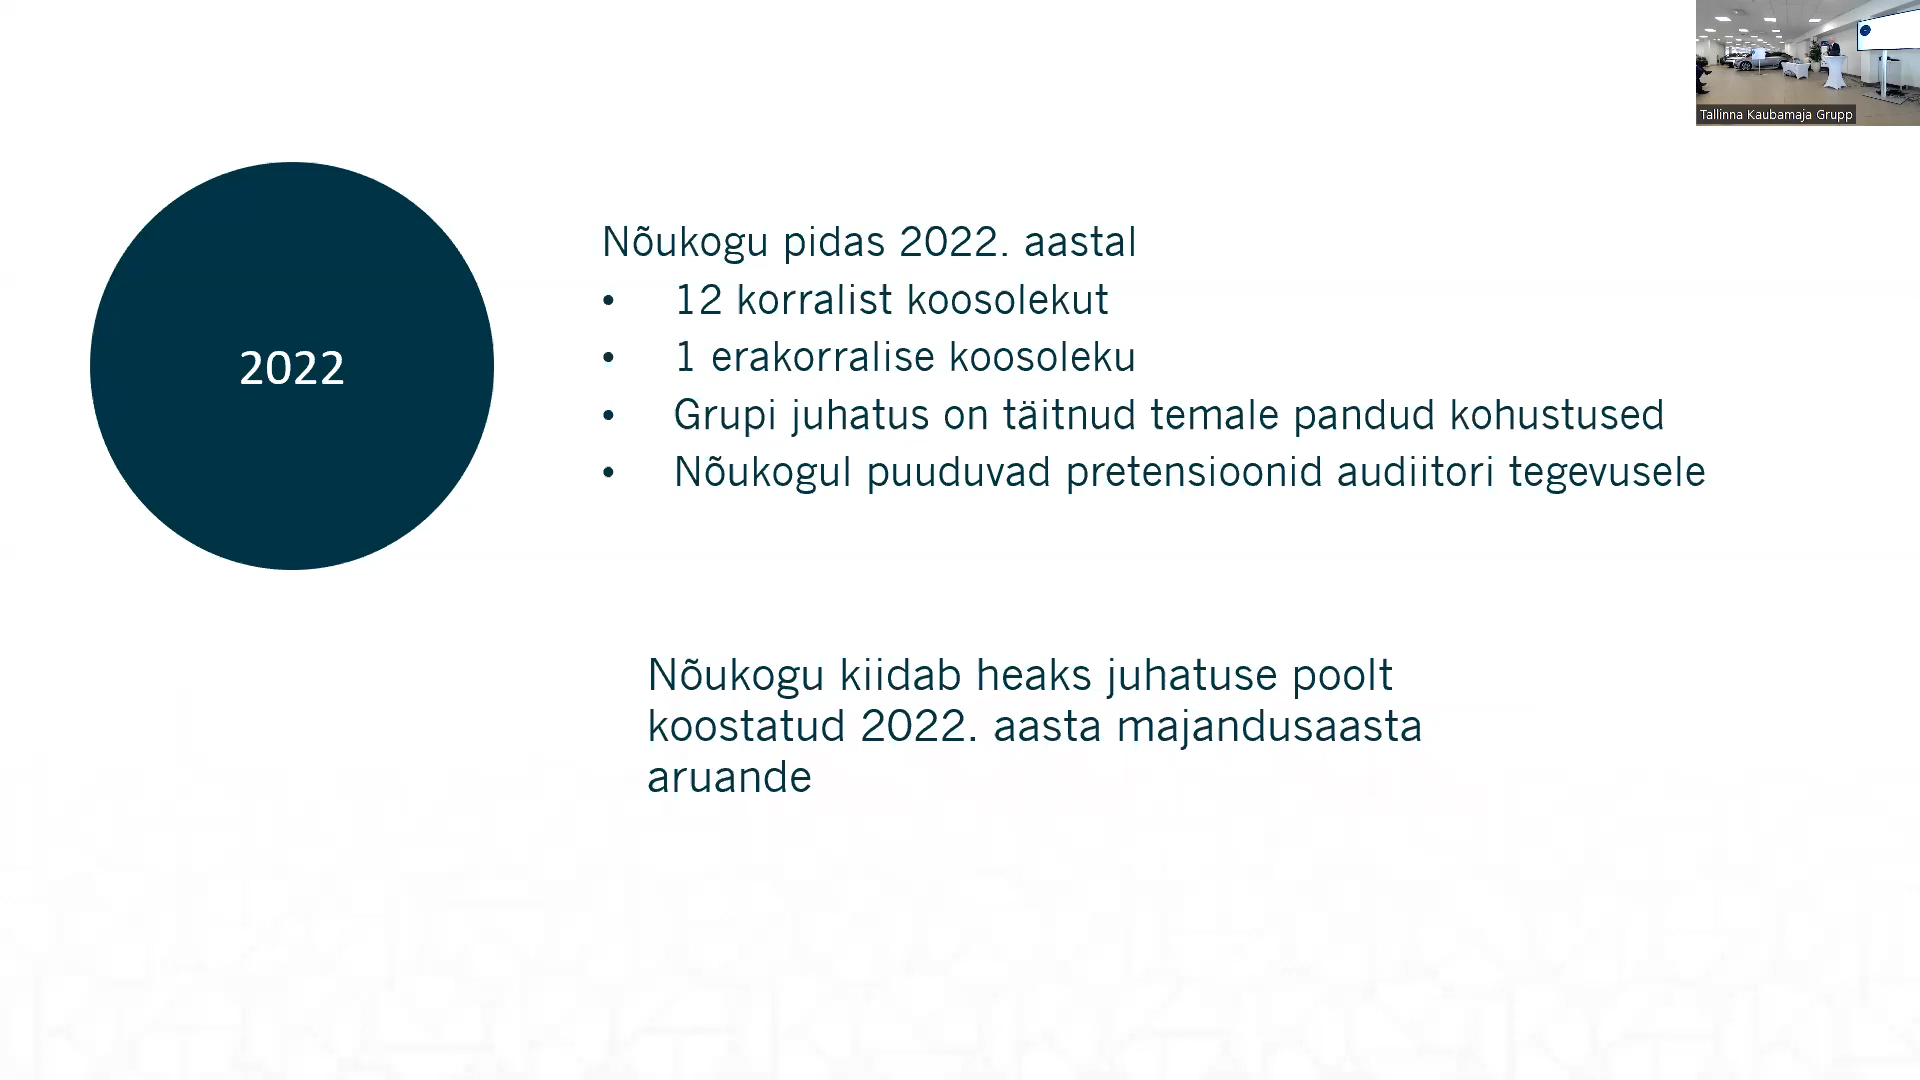 Tallinna Kaubamaja Grupp
2022
Nõukogu pidas 2022. aastal
• 12 korralist koosolekut
• 1 erakorralise koosoleku
• Grupi juhatus on täitnud temale pandud kohustused
• Nõukogul puuduvad pretensioonid audiitori tegevusele
Nõukogu kiidab heaks juhatuse poolt
koostatud 2022. aasta majandusaasta
aruande